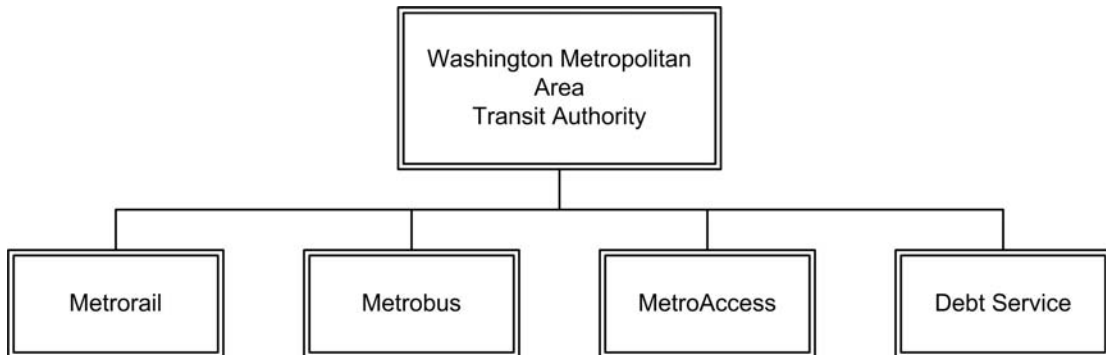 Washington Metropolitan
Area
Transit Authority
Metrorail
Metrobus
MetroAccess
Debt Service